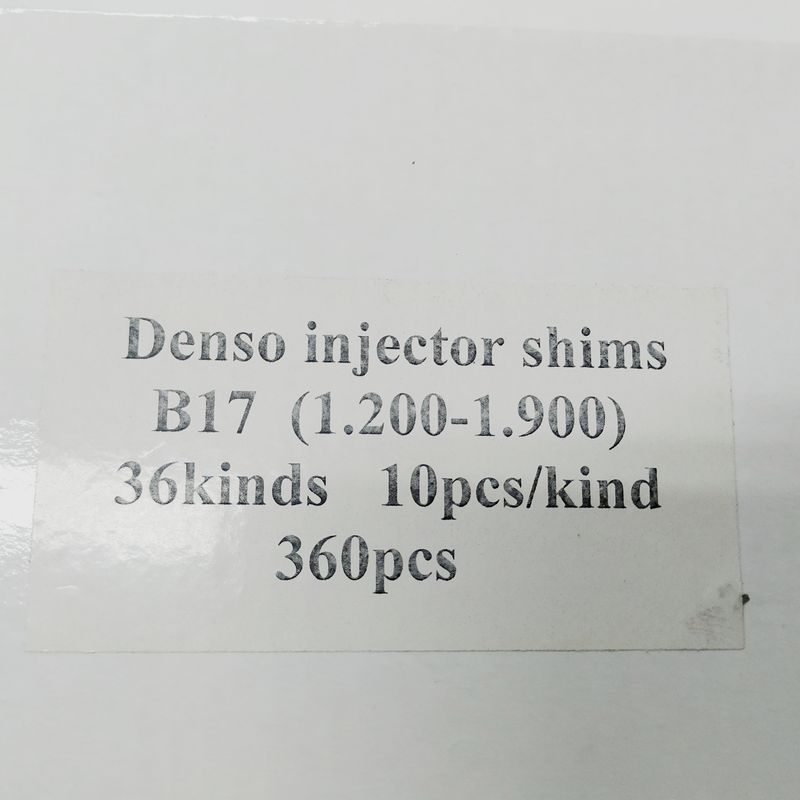 Denso injector shims
B17 (1.200-1.900)
36kinds 10pcs/kind
360pcs